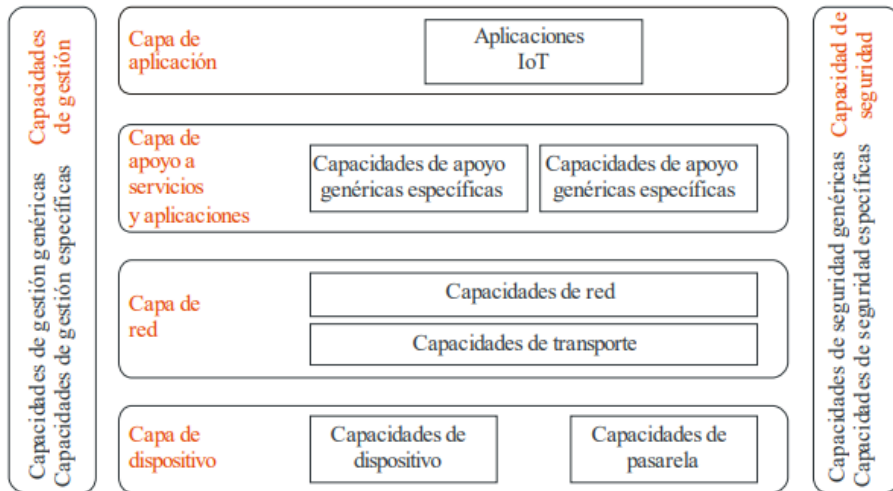 Capacidades
de gestión
Capacidades de gestión genéricas
Capacidades de gestión específicas
Capa de
aplicación
Aplicaciones
IoT
Capa de
apoyo a
servicios
y aplicaciones
Capacidades de apoyo
genéricas específicas
Capacidades de apoyo
genéricas específicas
Capa de
red
Capacidades de red
Capacidades de transporte
Capa de
dispositivo
Capacidades de
dispositivo
Capacidades de
pasarela
Capacidad de
seguridad
Capacidades de seguridad genéricas
Capacidades de seguridad específicas